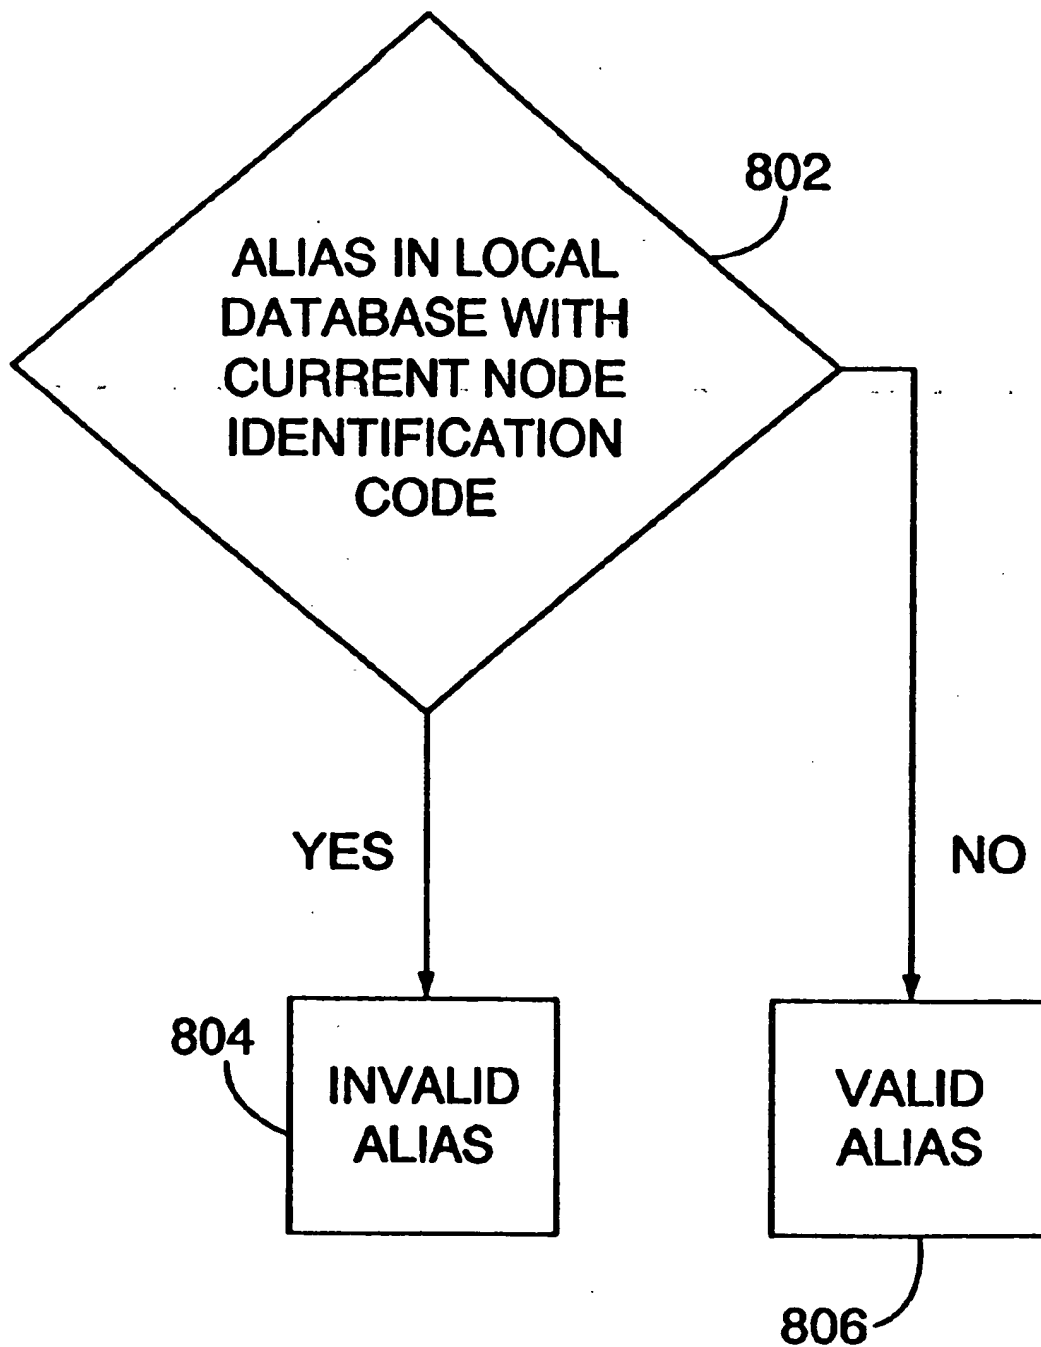 802
ALIAS IN LOCAL
DATABASE WITH
CURRENT NODE
IDENTIFICATION
CODE
YES
NO
804
INVALID
ALIAS
VALID
ALIAS
806